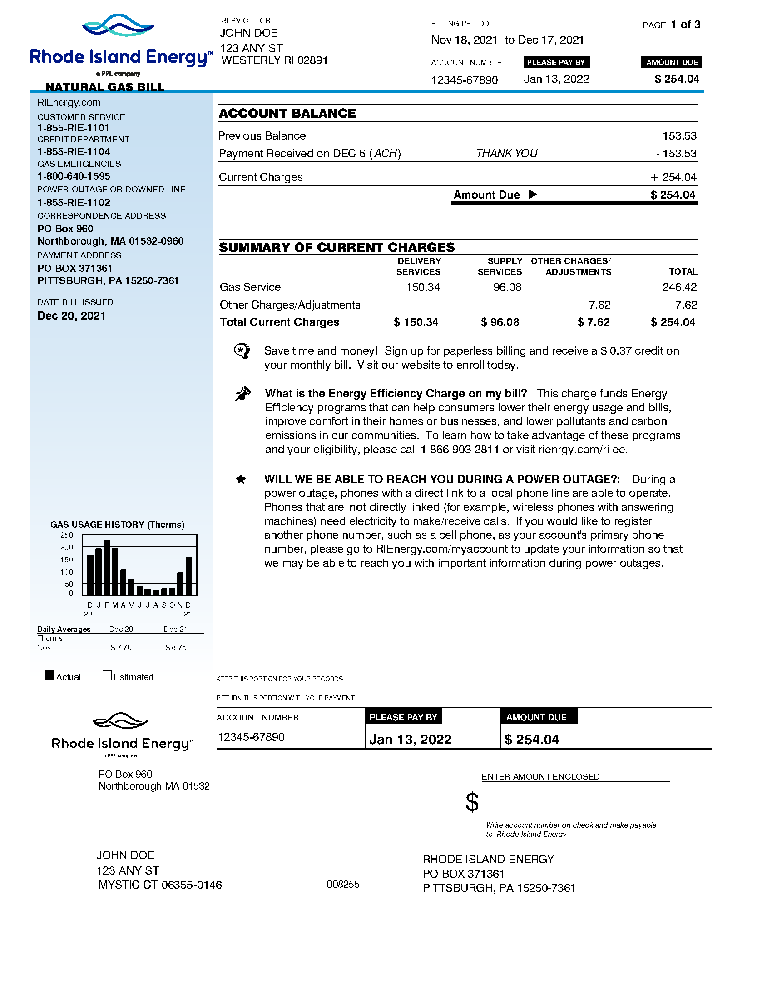 Rhode Island Energy™
a PPL company
NATURAL GAS BILL
SERVICE FOR
JOHN DOE
123 ANY ST
WESTERLY RI 02891
BILLING PERIOD
Nov 18, 2021 to Dec 17, 2021
PAGE 1 of 3
ACCOUNT NUMBER PLEASE PAY BY AMOUNT DUE
12345-67890 Jan 13, 2022 $ 254.04
RIEnergy.com
CUSTOMER SERVICE
1-855-RIE-1101
CREDIT DEPARTMENT
1-855-RIE-1104
GAS EMERGENCIES
1-800-640-1595
POWER OUTAGE OR DOWNED LINE
1-855-RIE-1102
CORRESPONDENCE ADDRESS
PO Box 960
Northborough, MA 01532-0960
PAYMENT ADDRESS
PO BOX 371361
PITTSBURGH, PA 15250-7361
DATE BILL ISSUED
Dec 20, 2021
GAS USAGE HISTORY (Therms)
250
200
150
100
50
0
D J F M A M J J A S O N D
20 21
Daily Averages Dec 20 Dec 21
Therms
Cost $ 7.70 $ 8.76
Actual Estimated
ACCOUNT BALANCE
Previous Balance 153.53
Payment Received on DEC 6 (ACH) THANK YOU - 153.53
Current Charges + 254.04
Amount Due ▶ $ 254.04
SUMMARY OF CURRENT CHARGES
DELIVERY SUPPLY OTHER CHARGES/
SERVICES SERVICES ADJUSTMENTS TOTAL
Gas Service 150.34 96.08 246.42
Other Charges/Adjustments 7.62 7.62
Total Current Charges $ 150.34 $ 96.08 $ 7.62 $ 254.04
Save time and money! Sign up for paperless billing and receive a $ 0.37 credit on
your monthly bill. Visit our website to enroll today.
What is the Energy Efficiency Charge on my bill? This charge funds Energy
Efficiency programs that can help consumers lower their energy usage and bills,
improve comfort in their homes or businesses, and lower pollutants and carbon
emissions in our communities. To learn how to take advantage of these programs
and your eligibility, please call 1-866-903-2811 or visit rienrgy.com/ri-ee.
WILL WE BE ABLE TO REACH YOU DURING A POWER OUTAGE?: During a
power outage, phones with a direct link to a local phone line are able to operate.
Phones that are not directly linked (for example, wireless phones with answering
machines) need electricity to make/receive calls. If you would like to register
another phone number, such as a cell phone, as your account's primary phone
number, please go to RIEnergy.com/myaccount to update your information so that
we may be able to reach you with important information during power outages.
KEEP THIS PORTION FOR YOUR RECORDS.
RETURN THIS PORTION WITH YOUR PAYMENT.
Rhode Island Energy™
a PPL company
PO Box 960
Northborough MA 01532
ACCOUNT NUMBER PLEASE PAY BY AMOUNT DUE
12345-67890 Jan 13, 2022 $ 254.04
ENTER AMOUNT ENCLOSED
$
Write account number on check and make payable
to Rhode Island Energy
JOHN DOE
123 ANY ST
MYSTIC CT 06355-0146
008255
RHODE ISLAND ENERGY
PO BOX 371361
PITTSBURGH, PA 15250-7361